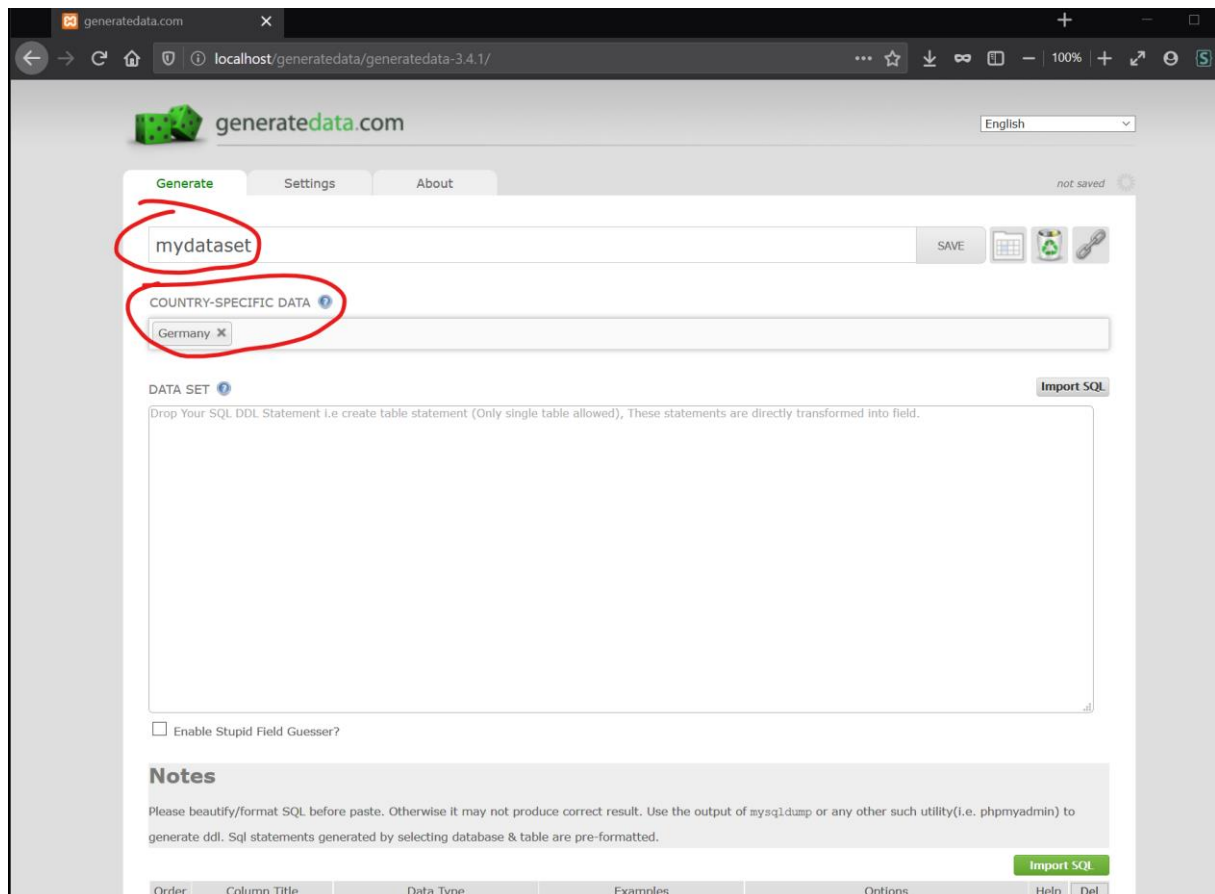 generatedata.com
localhost/generatedata/generatedata-3.4.1/
100%
generatedata.com
English
Generate Settings About not saved
mydataset SAVE
COUNTRY-SPECIFIC DATA ?
Germany ×
DATA SET ? Import SQL
Drop Your SQL DDL Statement i.e create table statement (Only single table allowed), These statements are directly transformed into field.
Enable Stupid Field Guesser?
Notes
Please beautify/format SQL before paste. Otherwise it may not produce correct result. Use the output of mysqldump or any other such utility(i.e. phpmyadmin) to
generate ddl. Sql statements generated by selecting database & table are pre-formatted.
Import SQL
Order Column Title Data Type Examples Options Help Del